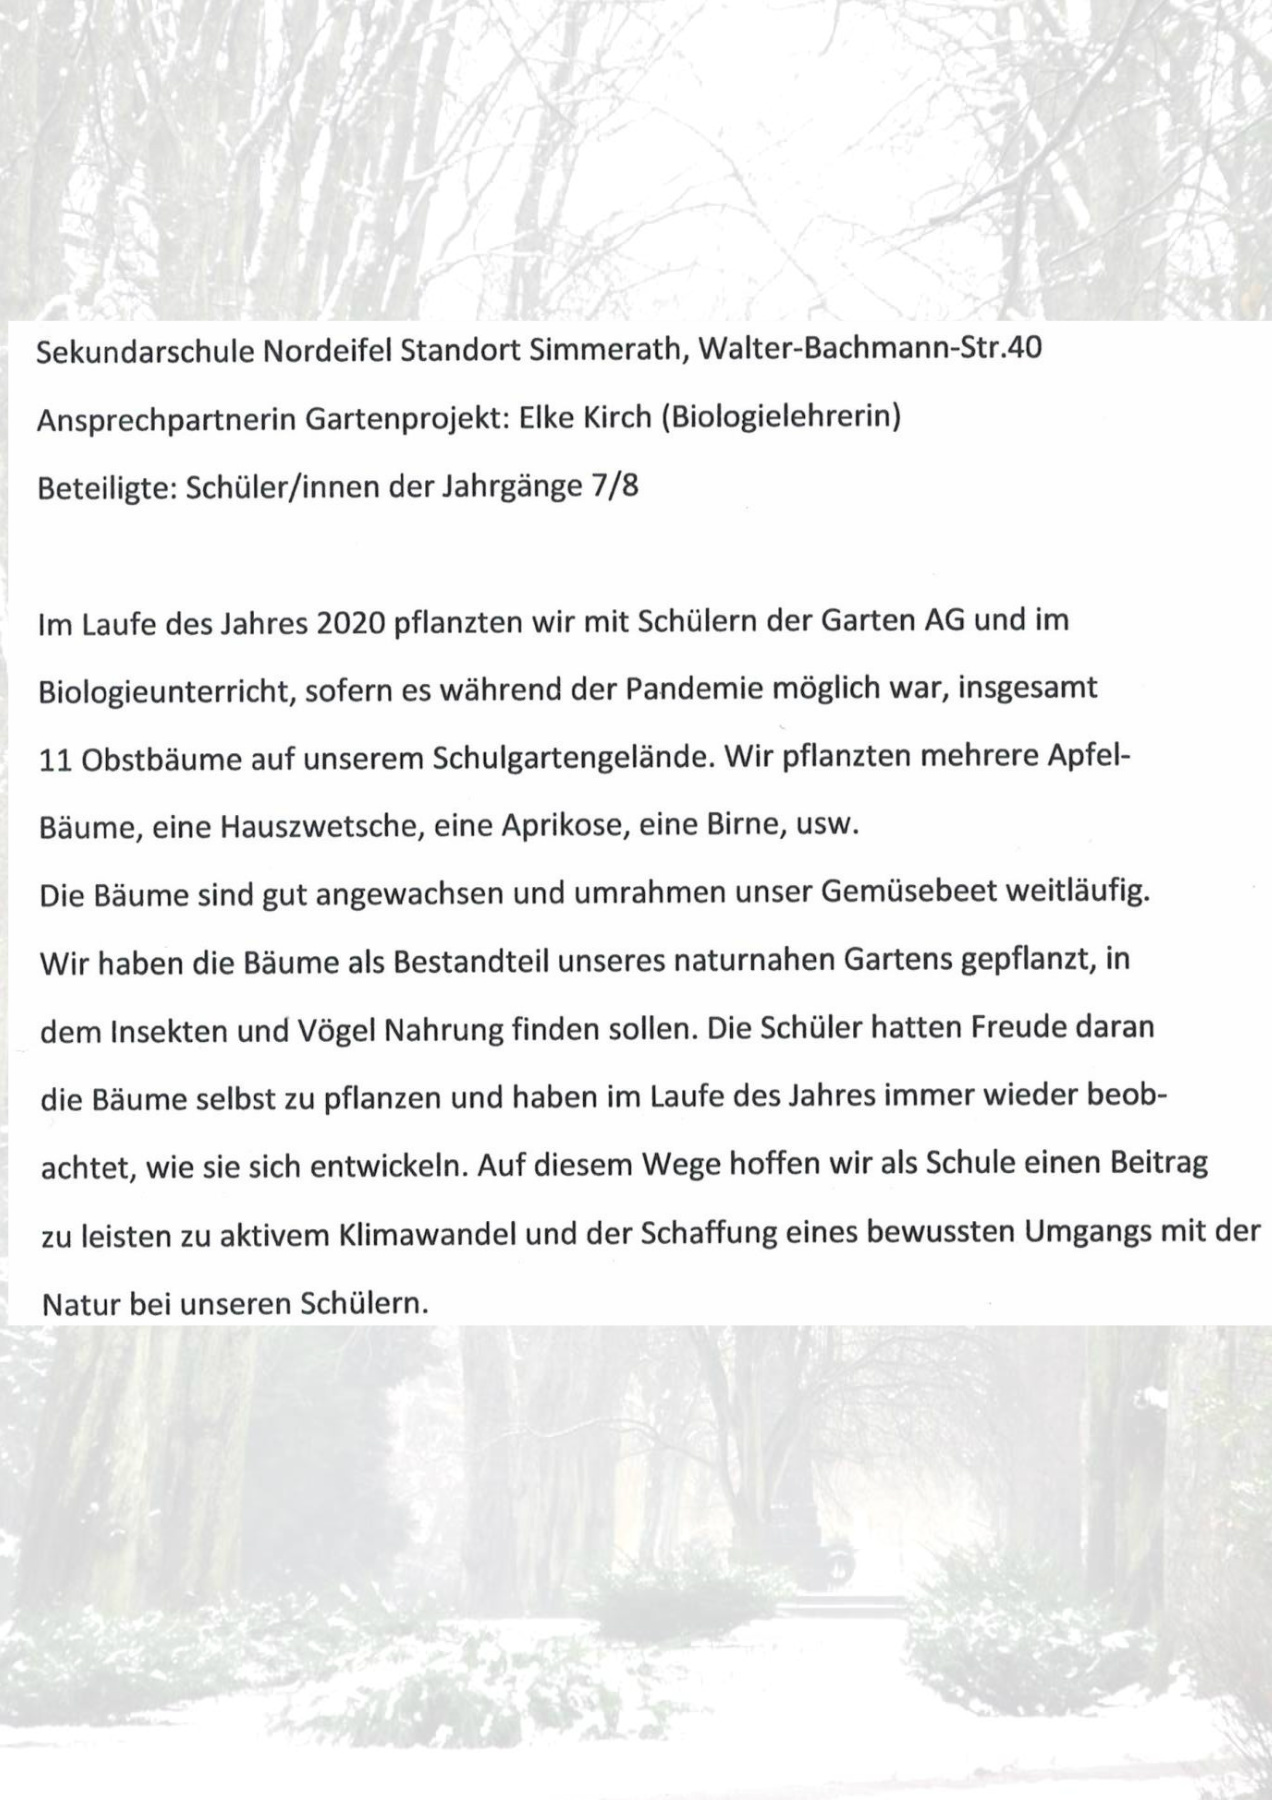 Sekundarschule Nordeifel Standort Simmerath, Walter-Bachmann-Str.40
Ansprechpartnerin Gartenprojekt: Elke Kirch (Biologielehrerin)
Beteiligte: Schüler/innen der Jahrgänge 7/8
Im Laufe des Jahres 2020 pflanzten wir mit Schülern der Garten AG und im
Biologieunterricht, sofern es während der Pandemie möglich war, insgesamt
11 Obstbäume auf unserem Schulgartengelände. Wir pflanzten mehrere Apfel-
Bäume, eine Hauszwetsche, eine Aprikose, eine Birne, usw.
Die Bäume sind gut angewachsen und umrahmen unser Gemüsebeet weitläufig.
Wir haben die Bäume als Bestandteil unseres naturnahen Gartens gepflanzt, in
dem Insekten und Vögel Nahrung finden sollen. Die Schüler hatten Freude daran
die Bäume selbst zu pflanzen und haben im Laufe des Jahres immer wieder beob-
achtet, wie sie sich entwickeln. Auf diesem Wege hoffen wir als Schule einen Beitrag
zu leisten zu aktivem Klimawandel und der Schaffung eines bewussten Umgangs mit der
Natur bei unseren Schülern.